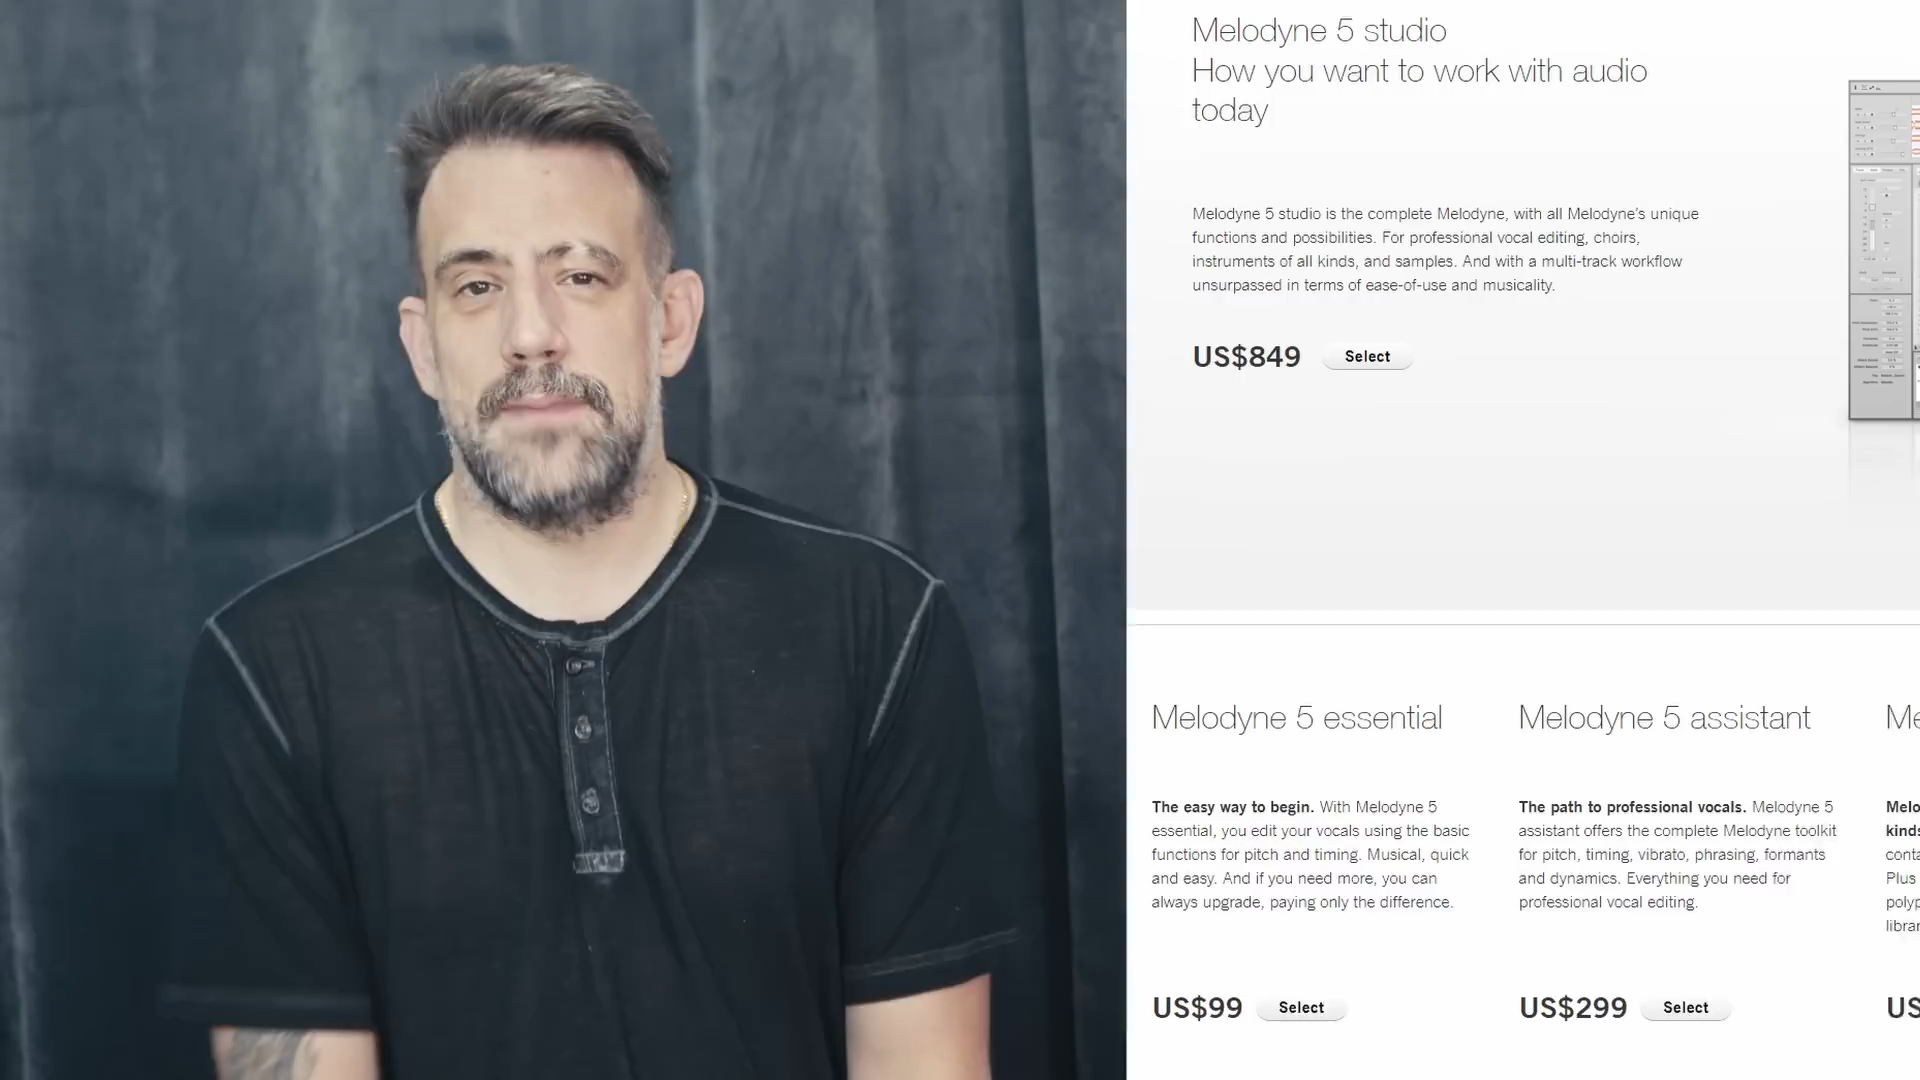 Melodyne 5 studio
How you want to work with audio
today
Melodyne 5 studio is the complete Melodyne, with all Melodyne's unique
functions and possibilities. For professional vocal editing, choirs,
instruments of all kinds, and samples. And with a multi-track workflow
unsurpassed in terms of ease-of-use and musicality.
US$849 Select
Melodyne 5 essential
The easy way to begin. With Melodyne 5
essential, you edit your vocals using the basic
functions for pitch and timing. Musical, quick
and easy. And if you need more, you can
always upgrade, paying only the difference.
US$99 Select
Melodyne 5 assistant
The path to professional vocals. Melodyne 5
assistant offers the complete Melodyne toolkit
for pitch, timing, vibrato, phrasing, formants
and dynamics. Everything you need for
professional vocal editing.
US$299 Select
Plus